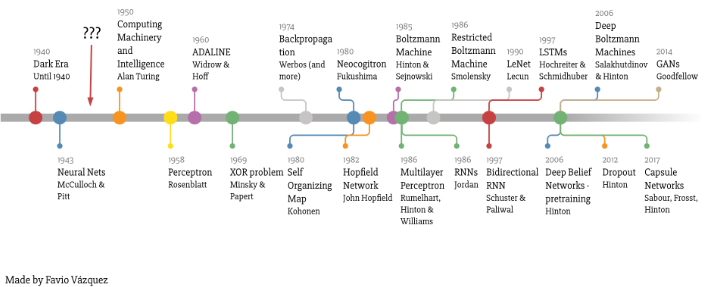 ???
1940
Dark Era
Until 1940
1950
Computing
Machinery
and
Intelligence
Alan Turing
1960
ADALINE
Widrow &
Hoff
1974
Backpropaga
tion
Werbos (and
more)
1980
Neocogitron
Fukushima
1985
Boltzmann
Machine
Hinton &
Sejnowski
1986
Restricted
Boltzmann
Machine
Smolensky
1990
LeNet
Lecun
1997
LSTMs
Hochreiter &
Schmidhuber
2006
Deep
Boltzmann
Machines
Salakhutdinov
& Hinton
2014
GANs
Goodfellow
1943
Neural Nets
McCulloch &
Pitt
1958
Perceptron
Rosenblatt
1969
XOR problem
Minsky &
Papert
1980
Self
Organizing
Map
Kohonen
1982
Hopfield
Network
John Hopfield
1986
Multilayer
Perceptron
Rumelhart,
Hinton &
Williams
1986
RNNs
Jordan
1997
Bidirectional
RNN
Schuster &
Paliwal
2006
Deep Belief
Networks -
pretraining
Hinton
2012
Dropout
Hinton
2017
Capsule
Networks
Sabour, Frosst,
Hinton
Made by Favio Vázquez